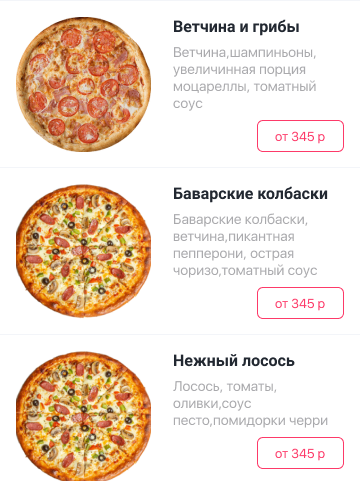 Ветчина и грибы
Ветчина,шампиньоны,
увеличинная порция
моцареллы, томатный
соус
от 345 р
Баварские колбаски
Баварские колбаски,
ветчина,пикантная
пепперони, острая
чоризо,томатный соус
от 345 р
Нежный лосось
Лосось, томаты,
оливки,соус
песто,помидорки черри
от 345 р